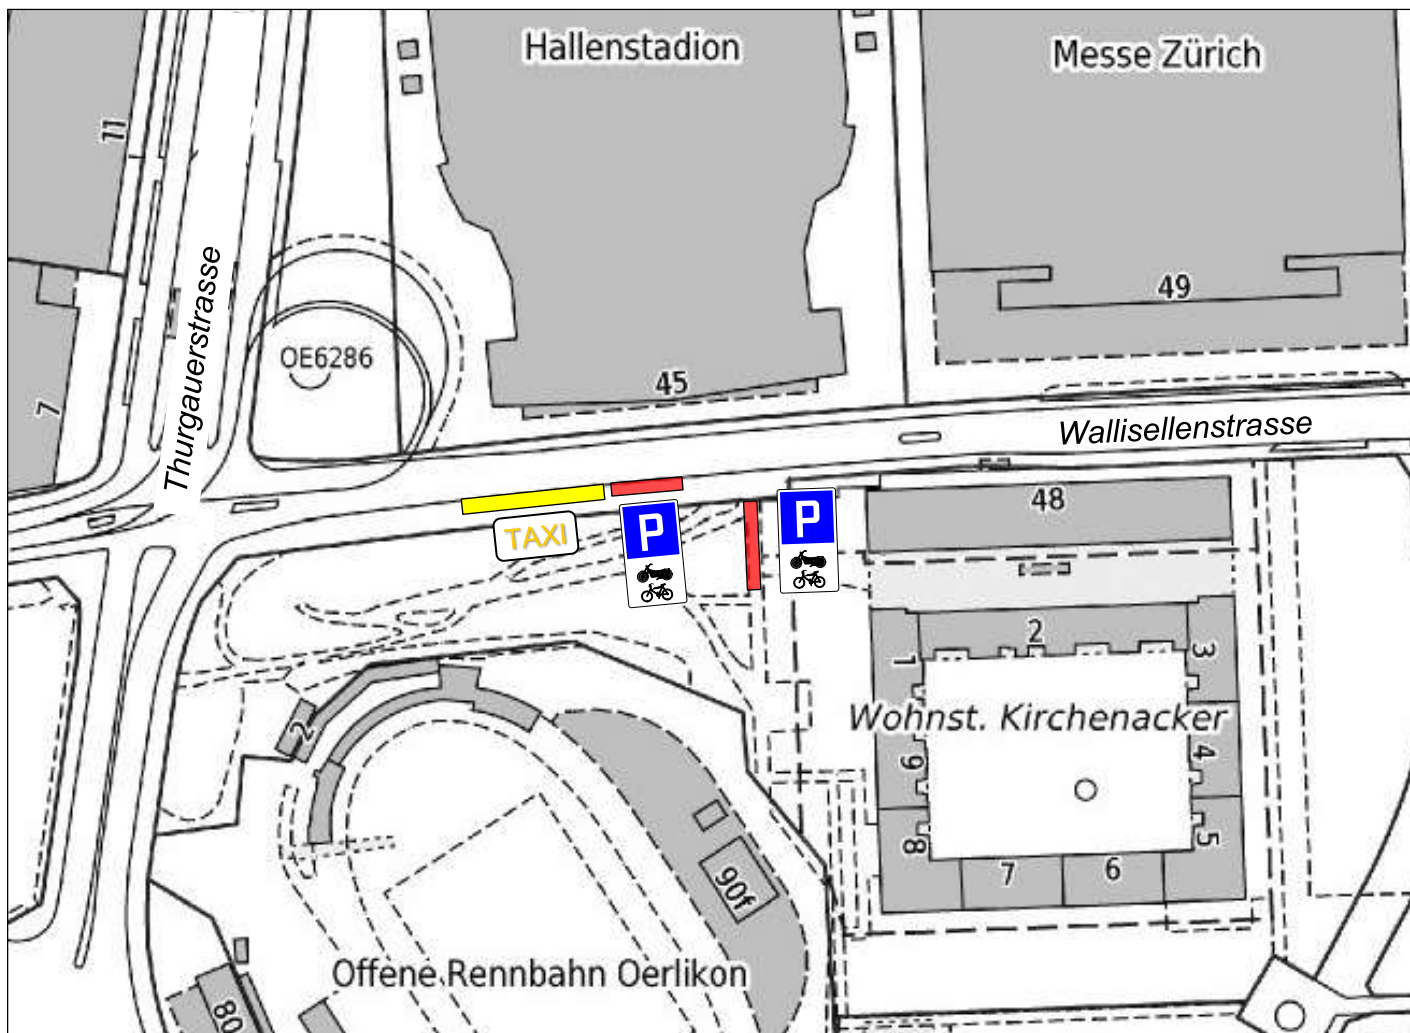 Hallenstadion
Messe Zürich
11
Thurgauerstrasse
49
OE6286
45
7
Wallisellenstrasse
48
TAXI
P
P
2
1
3
2
Wohnst. Kirchenacker
9
4
8
5
7
6
90f
Offene Rennbahn Oerlikon
80